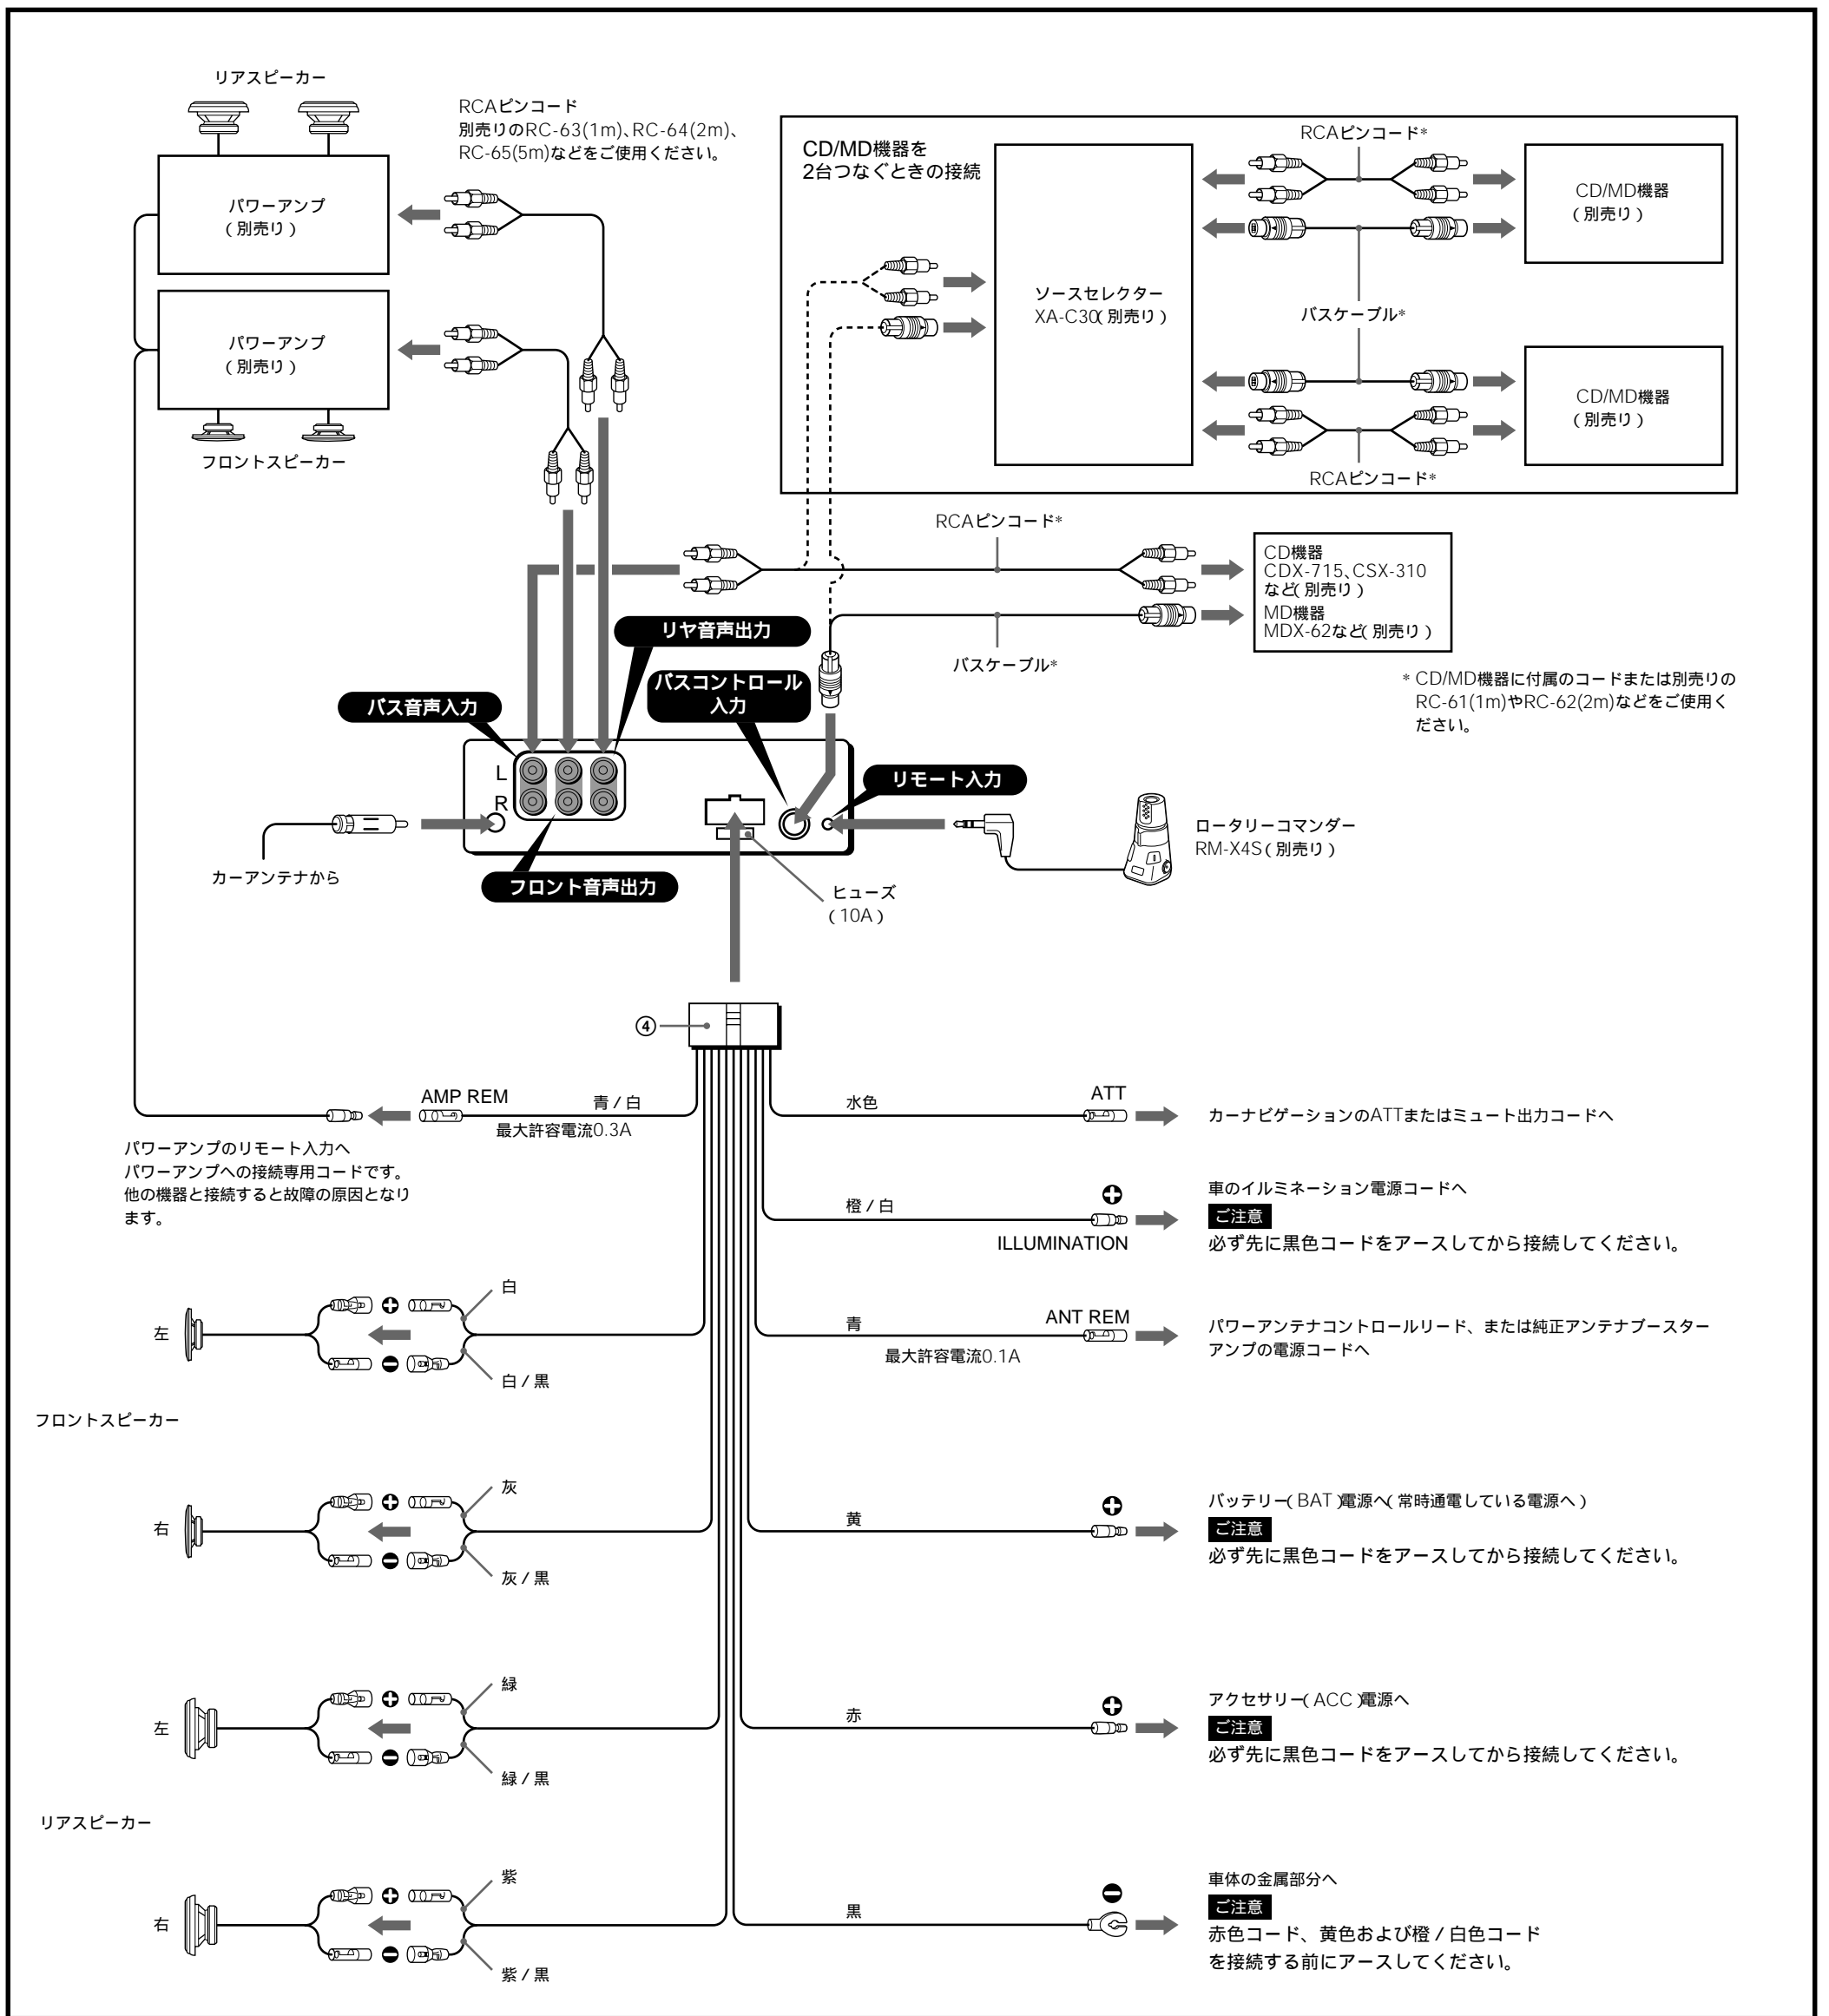 リアスピーカー
RCAピンコード
別売りのRC-63(1m)、RC-64(2m)、
RC-65(5m)などをご使用ください。
パワーアンプ
(別売り)
パワーアンプ
(別売り)
フロントスピーカー
CD/MD機器を
2台つなぐときの接続
RCAピンコード*
CD/MD機器
(別売り)
ソースセレクター
XA-C30(別売り)
バスケーブル*
CD/MD機器
(別売り)
RCAピンコード*
RCAピンコード*
CD機器
CDX-715、CSX-310
など(別売り)
MD機器
MDX-62など(別売り)
バスケーブル*
* CD/MD機器に付属のコードまたは別売りの
RC-61(1m)やRC-62(2m)などをご使用く
ださい。
リヤ音声出力
バスコントロール
入力
バス音声入力
リモート入力
L
R
カーアンテナから
フロント音声出力
ヒューズ
(10A)
ロータリーコマンダー
RM-X4S(別売り)
④
AMP REM
青/白
最大許容電流0.3A
パワーアンプのリモート入力へ
パワーアンプへの接続専用コードです。
他の機器と接続すると故障の原因となり
ます。
水色
ATT
カーナビゲーションのATTまたはミュート出力コードへ
橙/白
ILLUMINATION
車のイルミネーション電源コードへ
ご注意
必ず先に黒色コードをアースしてから接続してください。
左
白
白/黒
青
ANT REM
最大許容電流0.1A
パワーアンテナコントロールリード、または純正アンテナブースター
アンプの電源コードへ
フロントスピーカー
右
灰
灰/黒
黄
バッテリー(BAT)電源へ(常時通電している電源へ)
ご注意
必ず先に黒色コードをアースしてから接続してください。
左
緑
緑/黒
赤
アクセサリー(ACC)電源へ
ご注意
必ず先に黒色コードをアースしてから接続してください。
リアスピーカー
右
紫
紫/黒
黒
車体の金属部分へ
ご注意
赤色コード、黄色および橙/白色コード
を接続する前にアースしてください。